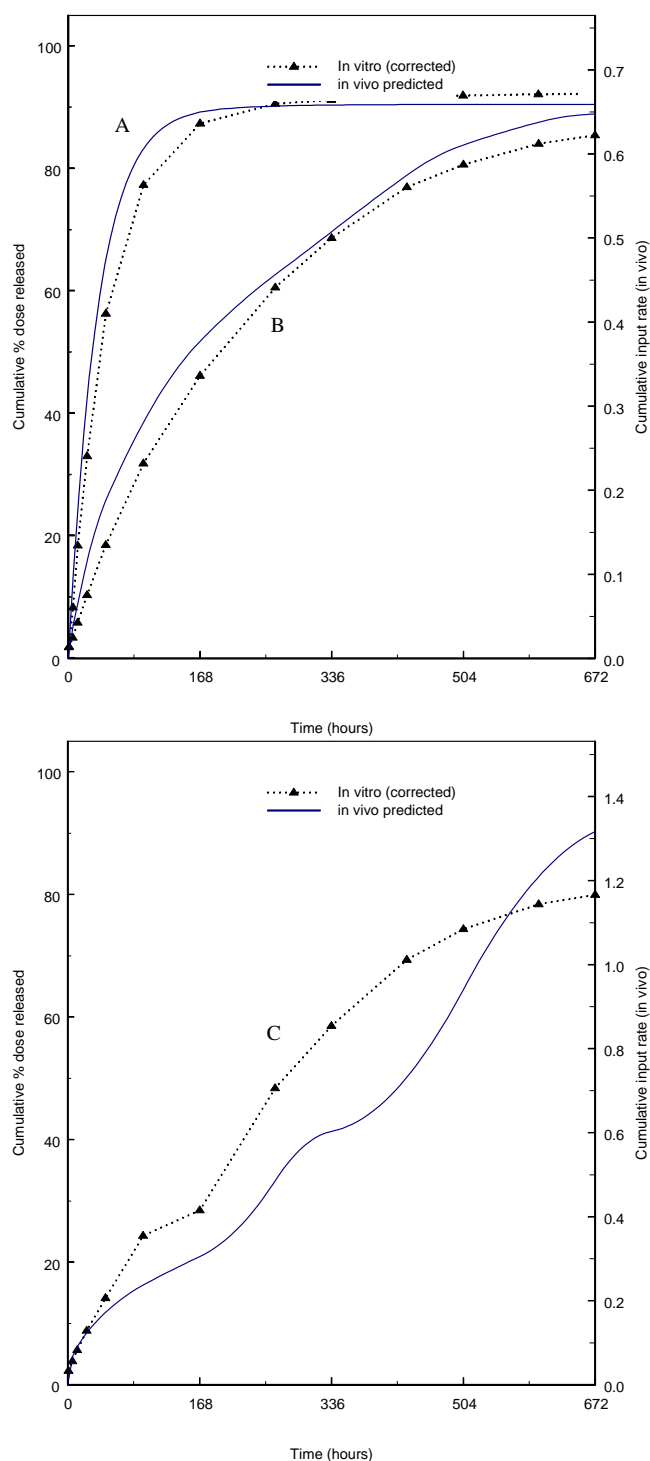 In vitro (corrected)
in vivo predicted
A
B
Cumulative % dose released
100
80
60
40
20
0
Cumulative input rate (in vivo)
0.7
0.6
0.5
0.4
0.3
0.2
0.1
0.0
0 168 336 504 672
Time (hours)
In vitro (corrected)
in vivo predicted
C
Cumulative % dose released
100
80
60
40
20
0
Cumulative input rate (in vivo)
1.4
1.2
1.0
0.8
0.6
0.4
0.2
0.0
0 168 336 504 672
Time (hours)